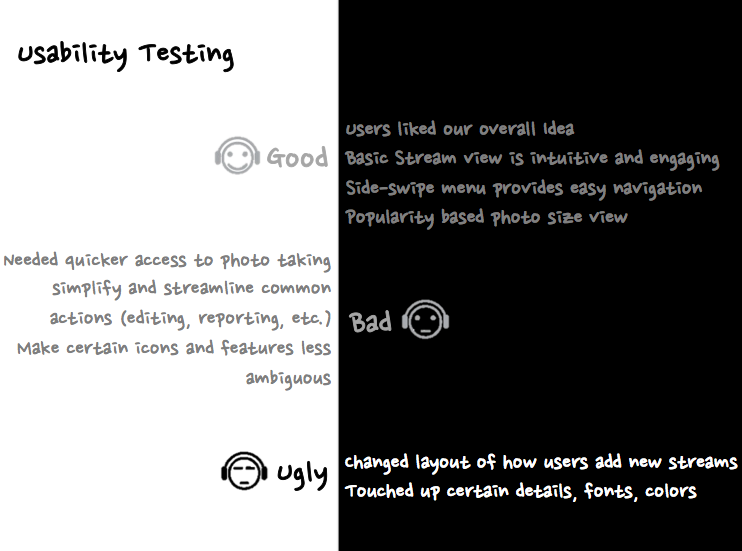 Usability Testing
Good
Users liked our overall Idea
Basic Stream view is intuitive and engaging
Side-swipe menu provides easy navigation
Popularity based photo size view
Needed quicker access to photo taking
Simplify and streamline common
actions (editing, reporting, etc.)
Make certain icons and features less
ambiguous
Bad
Ugly
Changed layout of how users add new streams
Touched up certain details, fonts, colors